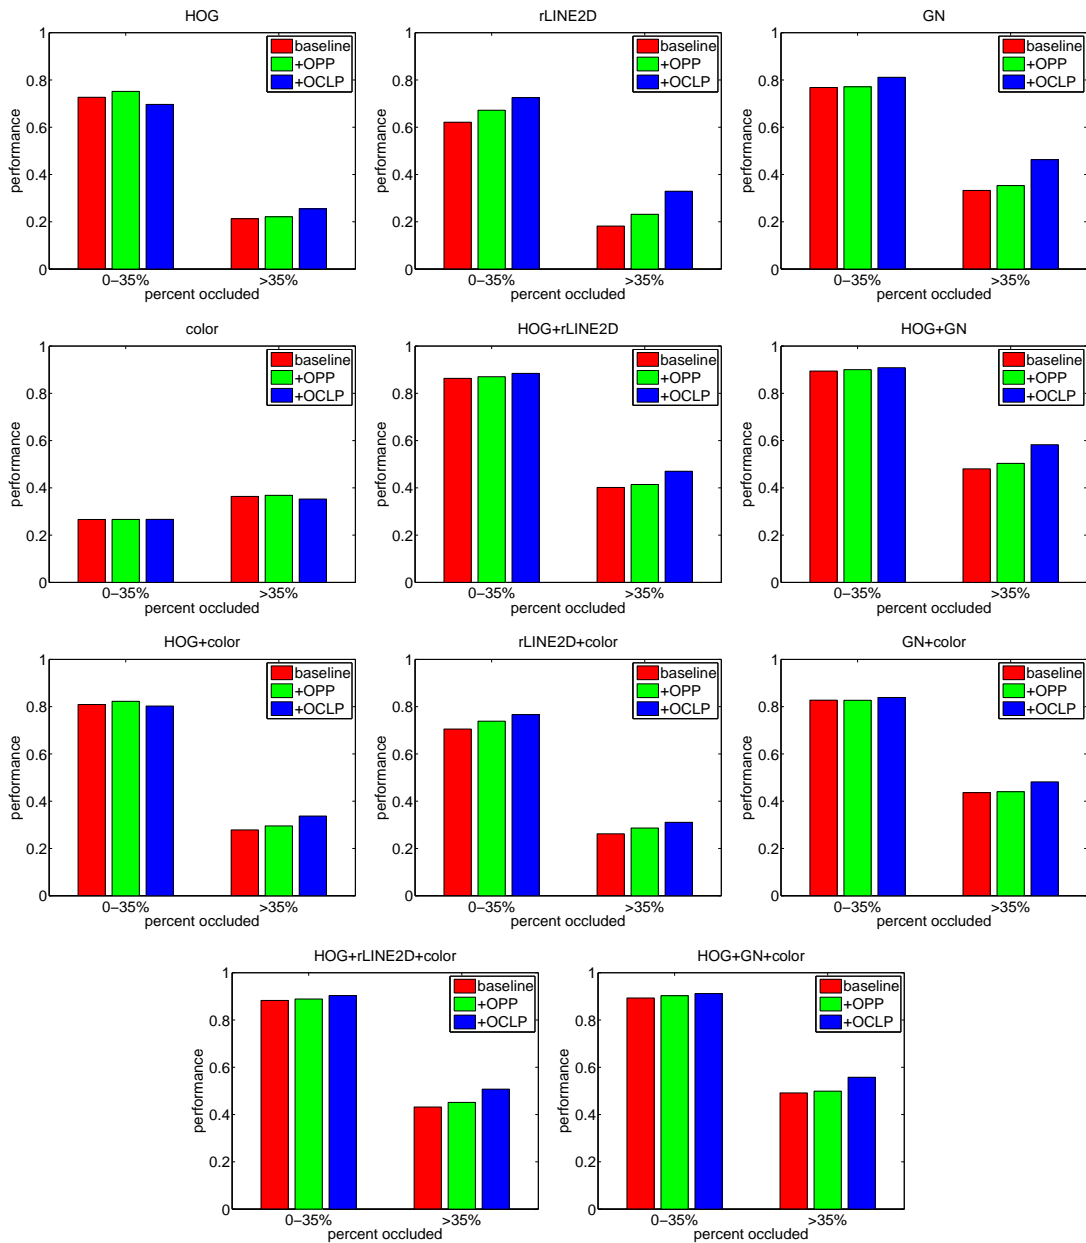 HOG
1
0.8
0.6
0.4
0.2
0
performance
0–35%
>35%
percent occluded
baseline
+OPP
+OCLP
rLINE2D
1
0.8
0.6
0.4
0.2
0
performance
0–35%
>35%
percent occluded
baseline
+OPP
+OCLP
GN
1
0.8
0.6
0.4
0.2
0
performance
0–35%
>35%
percent occluded
baseline
+OPP
+OCLP
color
1
0.8
0.6
0.4
0.2
0
performance
0–35%
>35%
percent occluded
baseline
+OPP
+OCLP
HOG+rLINE2D
1
0.8
0.6
0.4
0.2
0
performance
0–35%
>35%
percent occluded
baseline
+OPP
+OCLP
HOG+GN
1
0.8
0.6
0.4
0.2
0
performance
0–35%
>35%
percent occluded
baseline
+OPP
+OCLP
HOG+color
1
0.8
0.6
0.4
0.2
0
performance
0–35%
>35%
percent occluded
baseline
+OPP
+OCLP
rLINE2D+color
1
0.8
0.6
0.4
0.2
0
performance
0–35%
>35%
percent occluded
baseline
+OPP
+OCLP
GN+color
1
0.8
0.6
0.4
0.2
0
performance
0–35%
>35%
percent occluded
baseline
+OPP
+OCLP
HOG+rLINE2D+color
1
0.8
0.6
0.4
0.2
0
performance
0–35%
>35%
percent occluded
baseline
+OPP
+OCLP
HOG+GN+color
1
0.8
0.6
0.4
0.2
0
performance
0–35%
>35%
percent occluded
baseline
+OPP
+OCLP